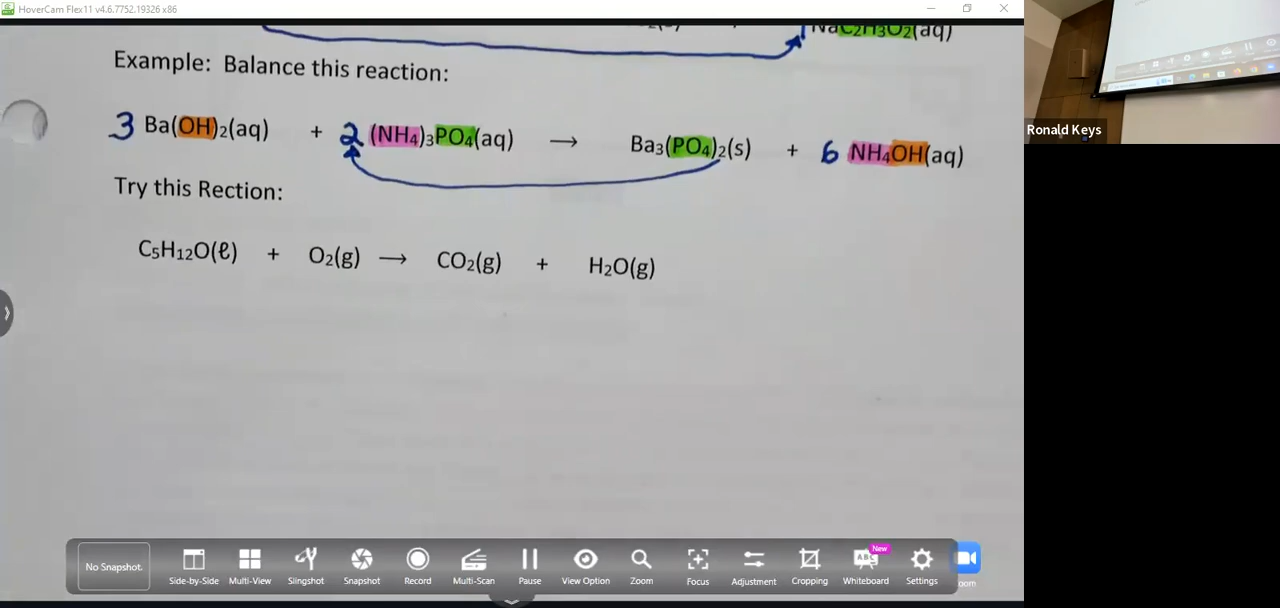 HoverCam Flex11 v4.6.7752.19326 x86
NaC2H3O2(aq)
Example: Balance this reaction:
3 Ba(OH)2(aq) + 2 (NH4)3PO4(aq) → Ba3(PO4)2(s) + 6 NH4OH(aq)
Try this Rection:
C5H12O(ℓ) + O2(g) → CO2(g) + H2O(g)
Ronald Keys
No Snapshot.
Side-by-Side Multi-View Slingshot Snapshot Record Multi-Scan Pause View Option Zoom Focus Adjustment Cropping Whiteboard Settings
New
ABC
oom